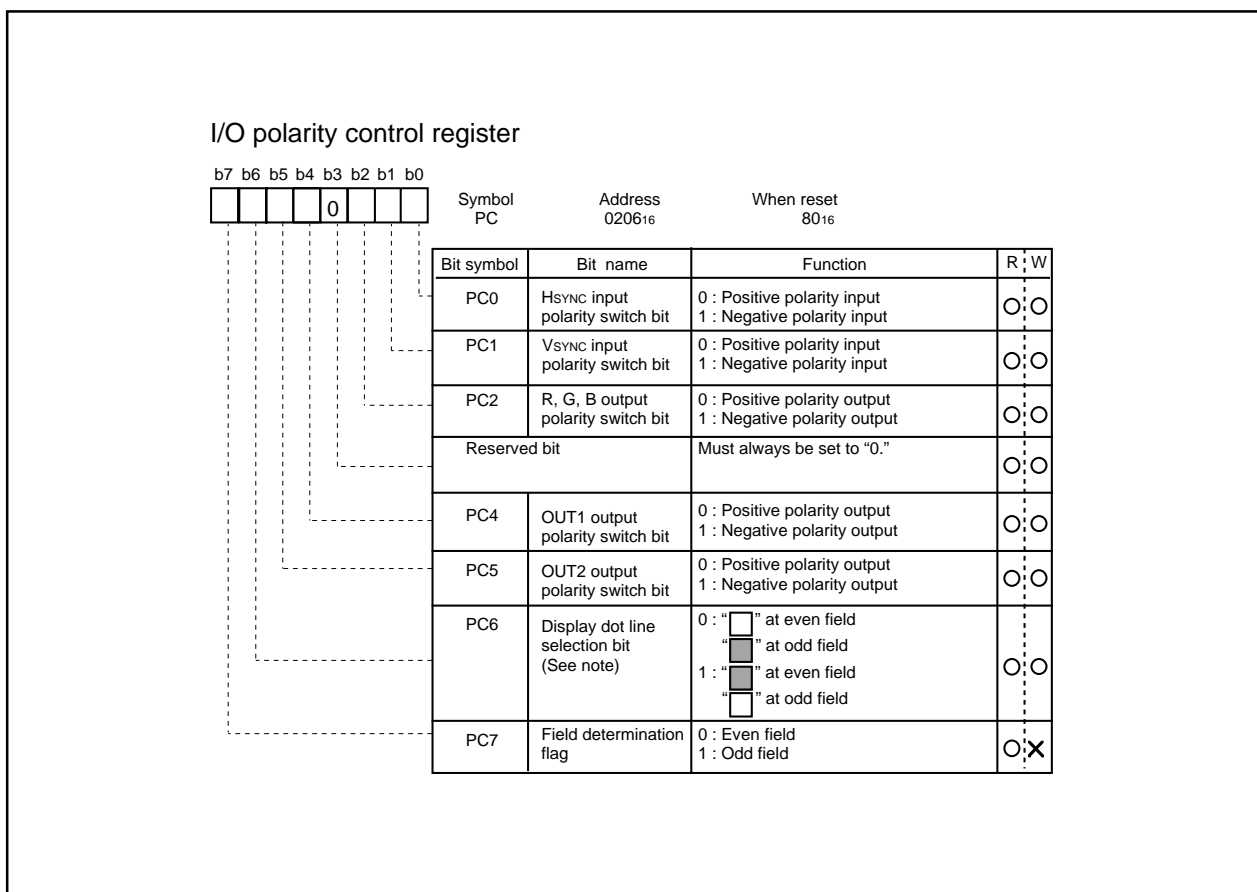 I/O polarity control register
b7 b6 b5 b4 b3 b2 b1 b0
0
Symbol Address When reset
PC 020616 8016
Bit symbol Bit name Function R W
PC0 HSYNC input 0 : Positive polarity input
polarity switch bit 1 : Negative polarity input
PC1 VSYNC input 0 : Positive polarity input
polarity switch bit 1 : Negative polarity input
PC2 R, G, B output 0 : Positive polarity output
polarity switch bit 1 : Negative polarity output
Reserved bit Must always be set to “0.”
PC4 OUT1 output 0 : Positive polarity output
polarity switch bit 1 : Negative polarity output
PC5 OUT2 output 0 : Positive polarity output
polarity switch bit 1 : Negative polarity output
PC6 Display dot line 0 : “ ” at even field
selection bit “ ” at odd field
(See note) 1 : “ ” at even field
“ ” at odd field
PC7 Field determination 0 : Even field
flag 1 : Odd field